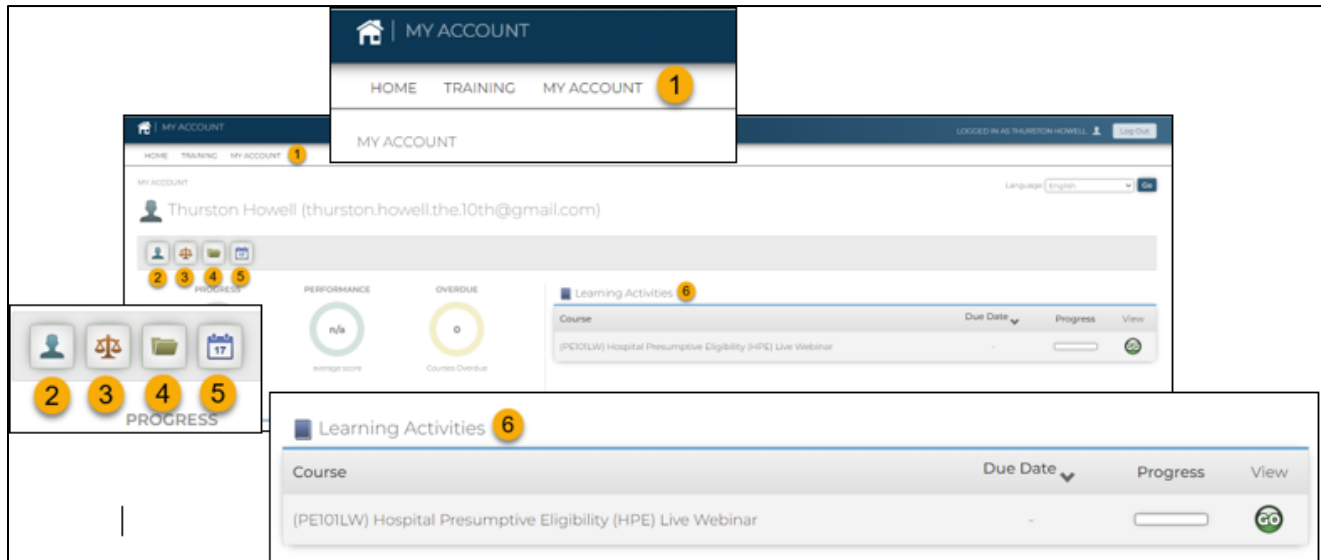 MY ACCOUNT
HOME TRAINING MY ACCOUNT 1
MY ACCOUNT
MY ACCOUNT
LOGGED IN AS THURSTON HOWELL Log Out
HOME TRAINING MY ACCOUNT 1
MY ACCOUNT
Language: English Go
Thurston Howell (thurston.howell.the.10th@gmail.com)
17
2 3 4 5
PROGRESS PERFORMANCE OVERDUE
n/a 0
average score Courses Overdue
Learning Activities 6
Course Due Date Progress View
(PE101LW) Hospital Presumptive Eligibility (HPE) Live Webinar - GO
17
2 3 4 5
PROGRESS
Learning Activities 6
Course Due Date Progress View
(PE101LW) Hospital Presumptive Eligibility (HPE) Live Webinar - GO